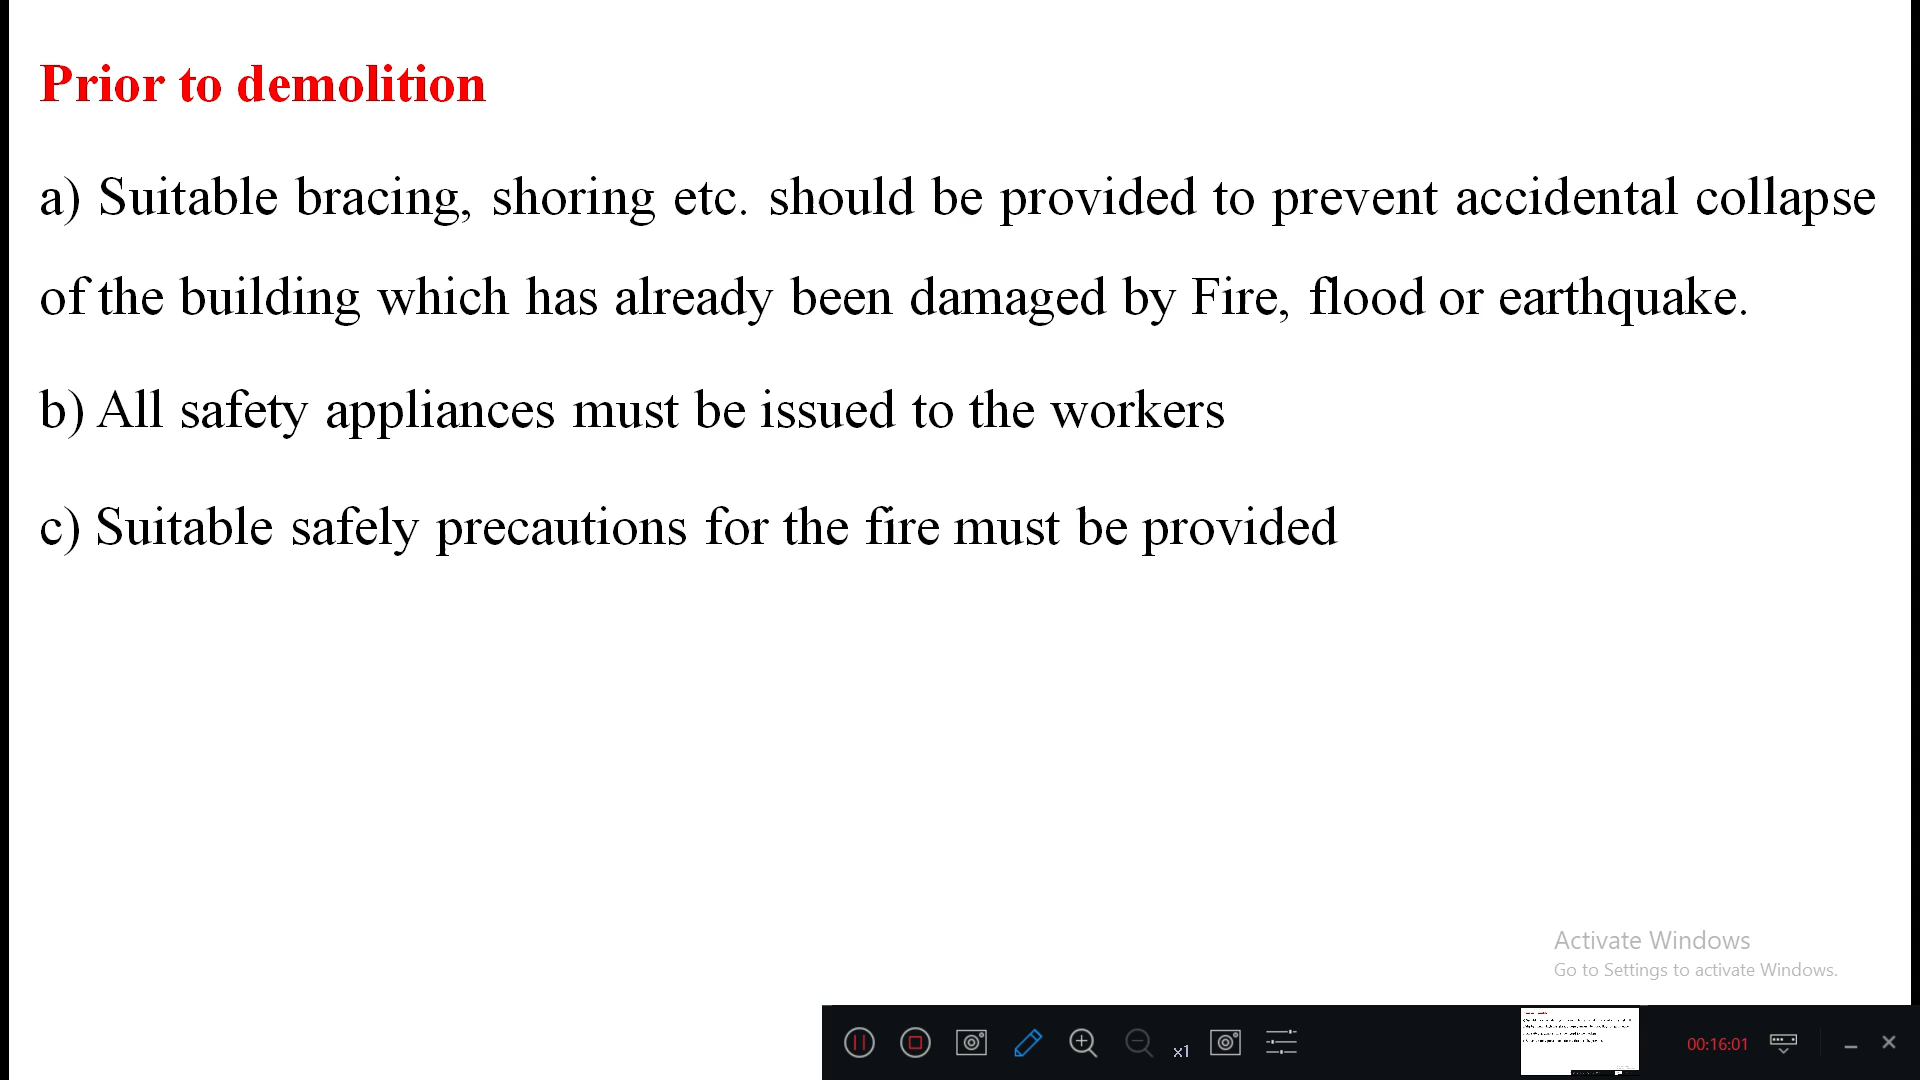 Prior to demolition
a) Suitable bracing, shoring etc. should be provided to prevent accidental collapse
of the building which has already been damaged by Fire, flood or earthquake.
b) All safety appliances must be issued to the workers
c) Suitable safely precautions for the fire must be provided
Activate Windows
Go to Settings to activate Windows.
x1
00:16:01